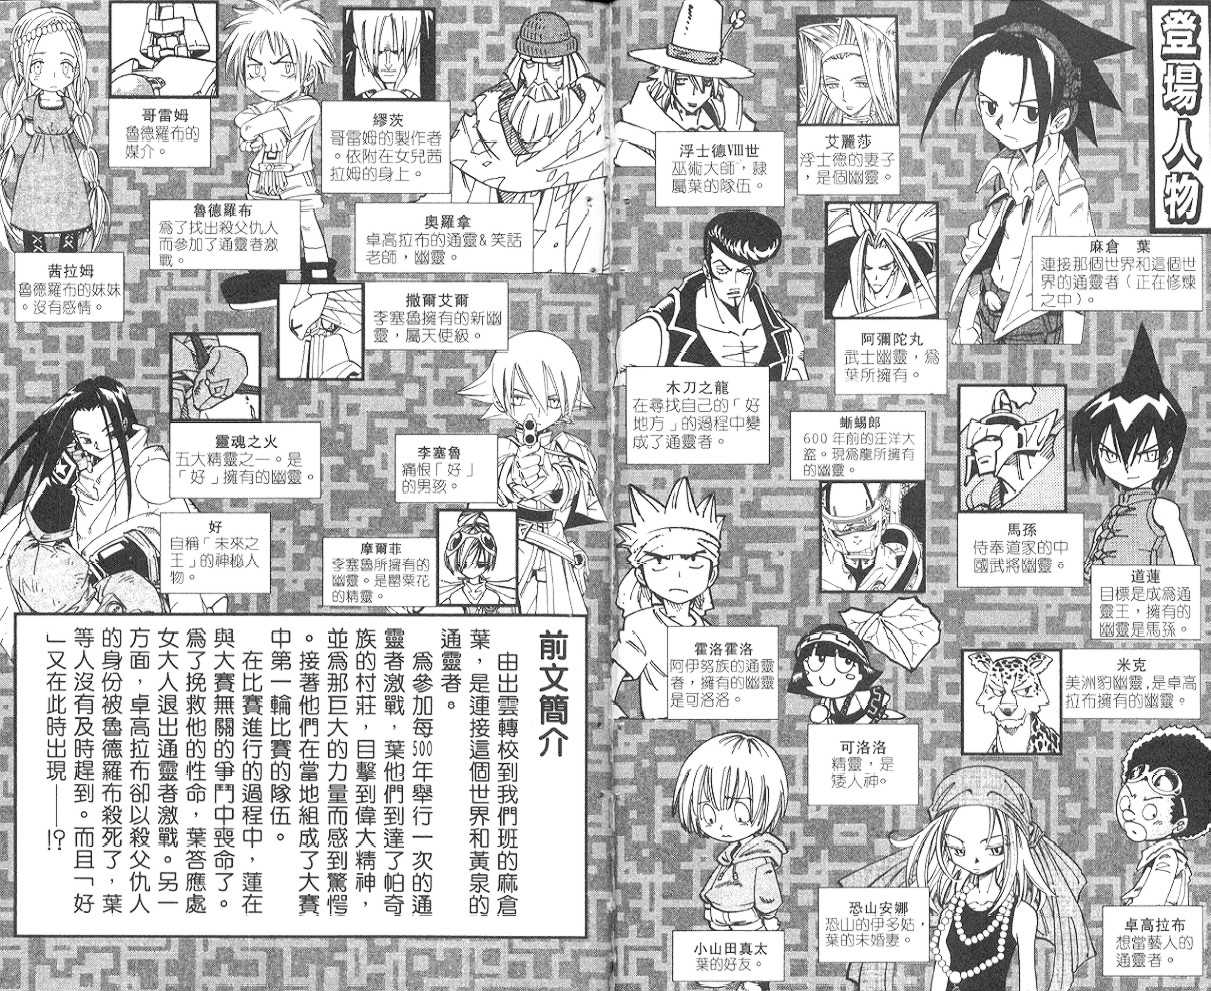 登場人物
麻倉　葉
連接那個世界和這個世
界的通靈者（正在修煉
之中）。
艾麗莎
浮士德的妻子
，是個幽靈。
浮士德Ⅷ世
巫術大師，隸
屬葉的隊伍。
阿彌陀丸
武士幽靈，為
葉所擁有。
木刀之龍
在尋找自己的「好
地方」的過程中變
成了通靈者。
蜥蜴郎
600年前的汪洋大
盜。現為龍所擁有
的幽靈。
馬孫
侍奉道家的中
國武將幽靈。
道蓮
目標是成為通
靈王，擁有的
幽靈是馬孫。
霍洛霍洛
阿伊努族的通靈
者，擁有的幽靈
是可洛洛。
可洛洛
精靈，是
矮人神。
米克
美洲豹幽靈，是卓高
拉布擁有的幽靈。
卓高拉布
想當藝人的
通靈者。
恐山安娜
恐山的伊多姑，
葉的未婚妻。
小山田真太
葉的好友。
奧羅拿
卓高拉布的通靈&笑話
老師，幽靈。
繆茨
哥雷姆的製作者
。依附在女兒茜
拉姆的身上。
哥雷姆
魯德羅布的
媒介。
魯德羅布
為了找出殺父仇人
而參加了通靈者激
戰。
茜拉姆
魯德羅布的妹妹
。沒有感情。
撒爾艾爾
李塞魯擁有的新幽
靈，屬天使級。
李塞魯
痛恨「好」
的男孩。
摩爾菲
李塞魯所擁有的
幽靈。是罌粟花
的精靈。
靈魂之火
五大精靈之一。是
「好」擁有的幽靈。
好
自稱「未來之
王」的神秘人
物。
前文簡介
由出雲轉校到我們班的麻倉
葉，是連接這個世界和黃泉的
通靈者。
為參加每500年舉行一次的通
靈者激戰，葉他們到達了帕奇
族的村莊，目擊到偉大精神，
並為那巨大的力量而感到驚愕
。接著他們在當地組成了大賽
中第一輪比賽的隊伍。
在比賽進行的過程中，蓮在
與大賽無關的爭鬥中喪命了。
為了挽救他的性命，葉答應處
女大人退出通靈者激戰。另一
方面，卓高拉布卻以殺父仇人
的身份被魯德羅布殺死了，葉
等人沒有及時趕到。而且「好
」又在此時出現——!?